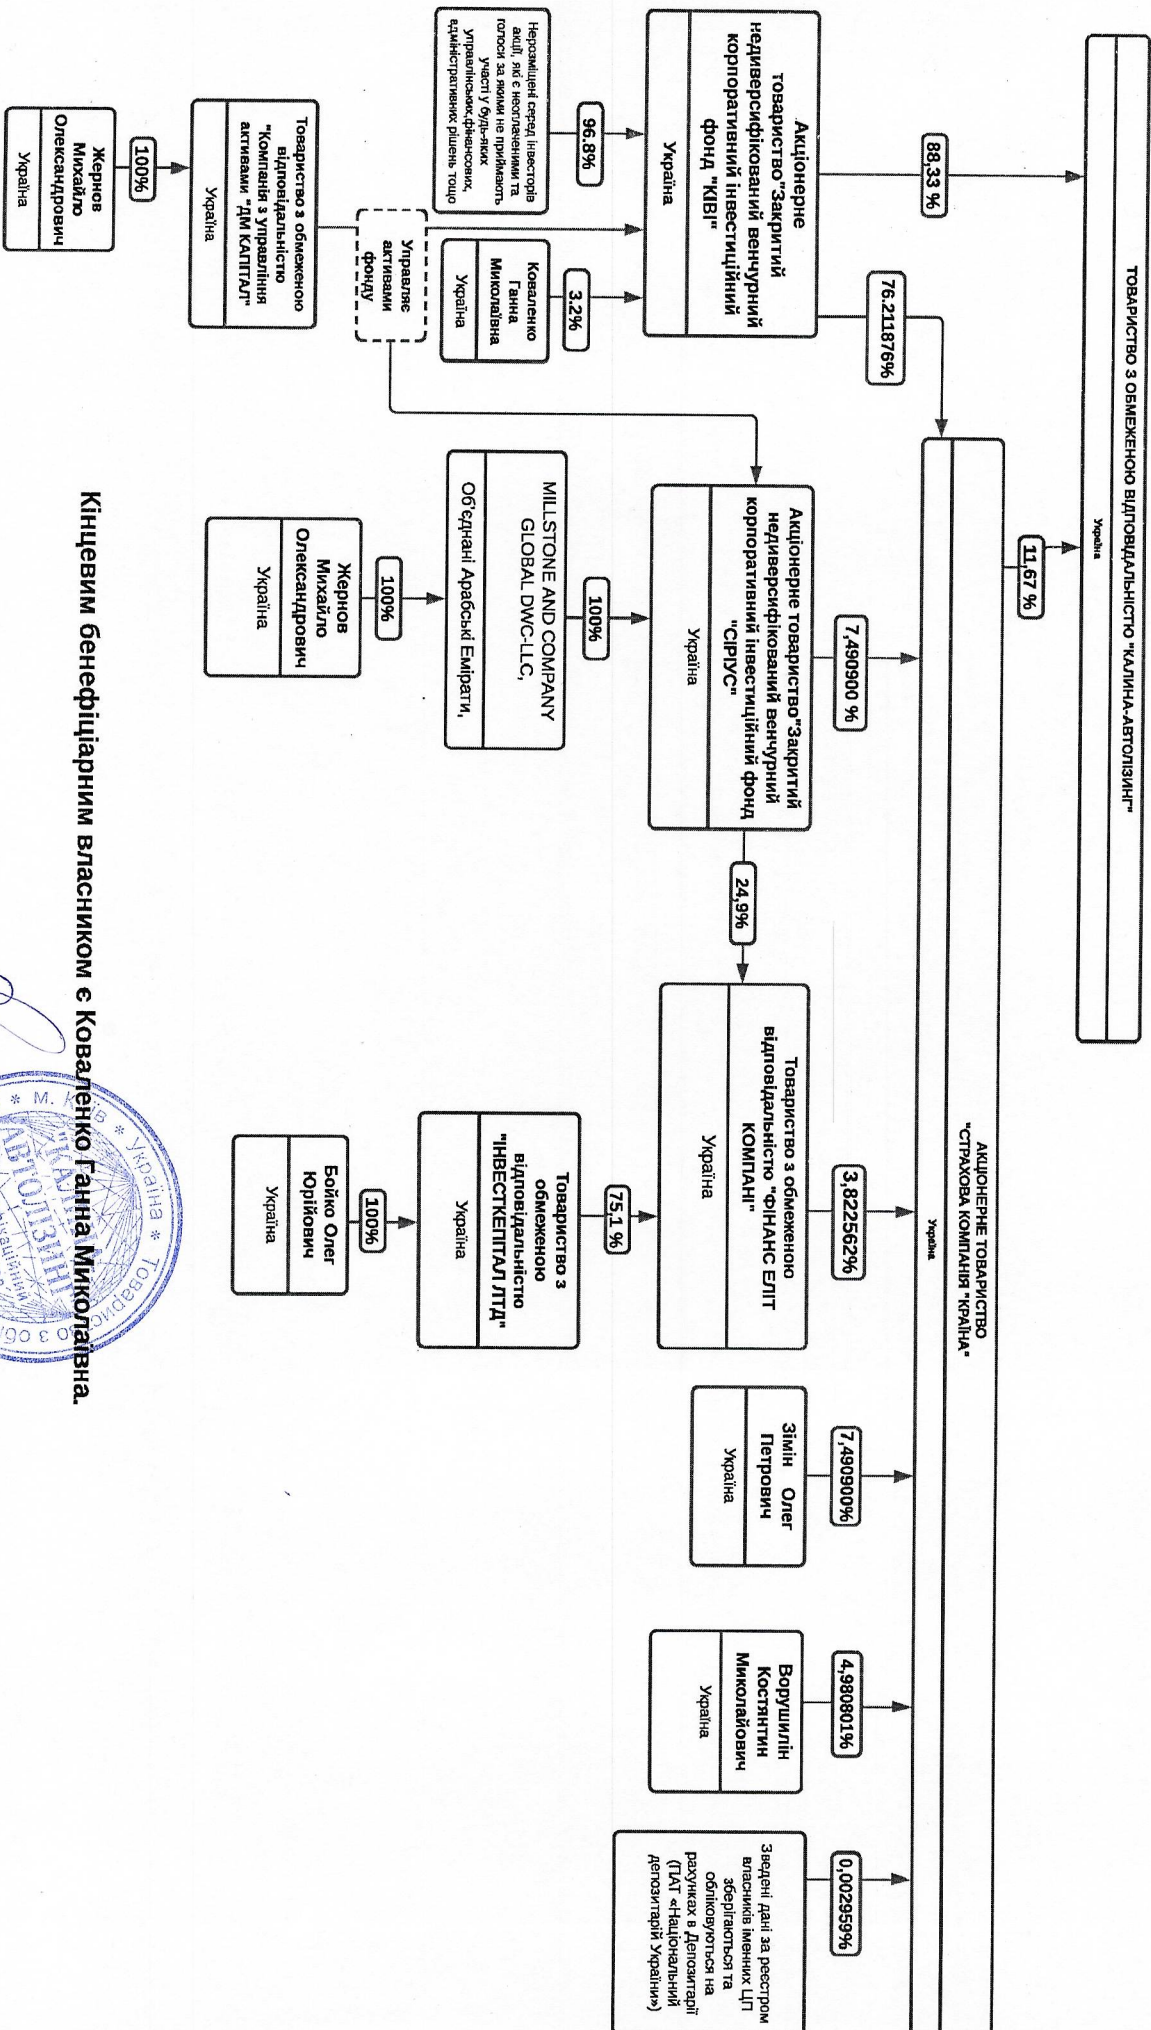 ТОВАРИСТВО З ОБМЕЖЕНОЮ ВІДПОВІДАЛЬНІСТЮ "КАЛИНА-АВТОЛІЗИНГ"
Україна
88,33 %
11,67 %
АКЦІОНЕРНЕ ТОВАРИСТВО
"СТРАХОВА КОМПАНІЯ "КРАЇНА"
Україна
76.211876%
7,490900 %
3,8222562%
7,490900%
4,980801%
0,002959%
Акціонерне
товариство"Закритий
недиверсифікований венчурний
корпоративний інвестиційний
фонд "КІВІ"
Україна
Акціонерне товариство"Закритий
недиверсифікований венчурний
корпоративний інвестиційний фонд
"СІРІУС"
Україна
24,9%
Товариство з обмеженою
відповідальністю "ФІНАНС ЕЛІТ
КОМПАНІ"
Україна
Зімін Олег
Петрович
Україна
Ворушилін
Костянтин
Миколайович
Україна
Зведені дані за реєстром
власників іменних ЦП
зберігаються та
обліковуються на
рахунках в Депозитарії
(ПАТ «Національний
депозитарій України»)
96.8%
3.2%
100%
75,1 %
Нерозміщені серед інвесторів
акції, які є неоплаченими та
голоси за якими не приймають
участі у будь-яких
управлінських,фінансових,
адміністративних рішень тощо
Коваленко
Ганна
Миколаївна
Україна
MILLSTONE AND COMPANY
GLOBAL DWC-LLC,
Об'єднані Арабські Емірати,
Товариство з
обмеженою
відповідальністю
"ІНВЕСТКЕПІТАЛ ЛТД"
Україна
Управляє
активами
фонду
100%
100%
Товариство з обмеженою
відповідальністю
"Компанія з управління
активами "ДМ КАПІТАЛ"
Україна
Жернов
Михайло
Олександрович
Україна
Бойко Олег
Юрійович
Україна
100%
Жернов
Михайло
Олександрович
Україна
Кінцевим бенефіціарним власником є Коваленко Ганна Миколаївна.
* м. Київ * Україна * Товариство з
"КАЛИНА-
АВТОЛІЗИНГ"